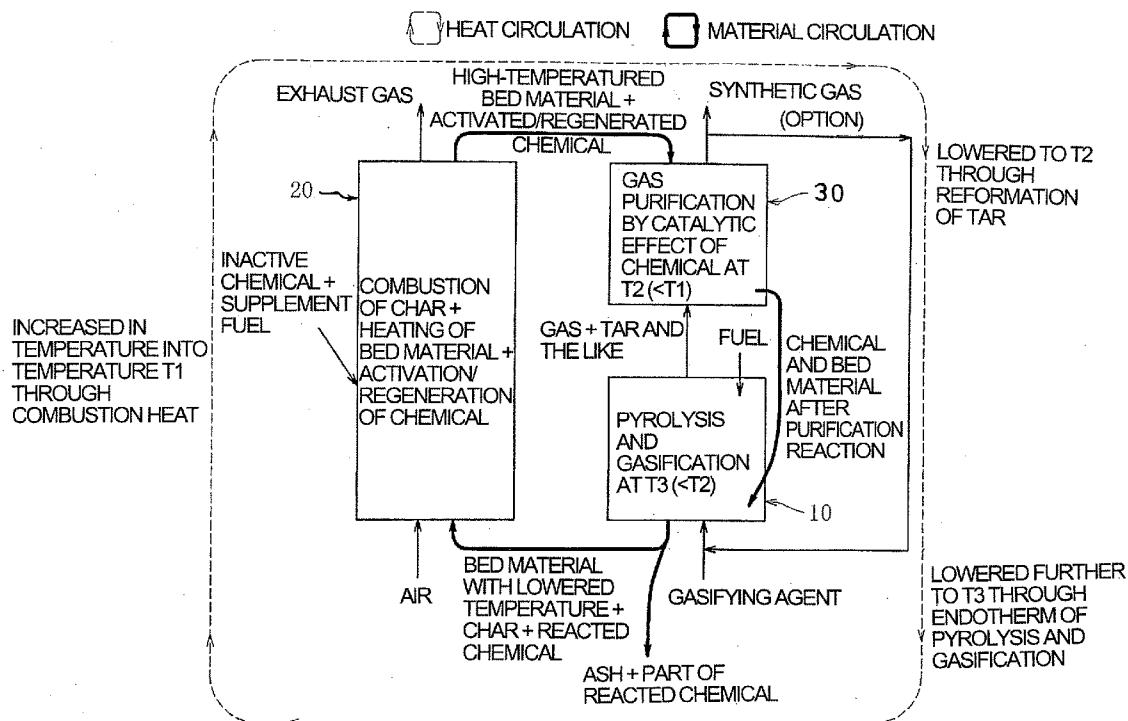 HEAT CIRCULATION
MATERIAL CIRCULATION
HIGH-TEMPERATURED
BED MATERIAL +
ACTIVATED/REGENERATED
CHEMICAL
EXHAUST GAS
SYNTHETIC GAS
(OPTION)
LOWERED TO T2
THROUGH
REFORMATION
OF TAR
20
GAS
PURIFICATION
BY CATALYTIC
EFFECT OF
CHEMICAL AT
T2 (<T1)
30
INACTIVE
CHEMICAL +
SUPPLEMENT
FUEL
COMBUSTION
OF CHAR +
HEATING OF
BED MATERIAL +
ACTIVATION/
REGENERATION
OF CHEMICAL
INCREASED IN
TEMPERATURE INTO
TEMPERATURE T1
THROUGH
COMBUSTION HEAT
GAS + TAR AND
THE LIKE
FUEL
CHEMICAL
AND BED
MATERIAL
AFTER
PURIFICATION
REACTION
PYROLYSIS
AND
GASIFICATION
AT T3 (<T2)
10
AIR
BED MATERIAL
WITH LOWERED
TEMPERATURE +
CHAR + REACTED
CHEMICAL
GASIFYING AGENT
LOWERED FURTHER
TO T3 THROUGH
ENDOTHERM OF
PYROLYSIS AND
GASIFICATION
ASH + PART OF
REACTED CHEMICAL